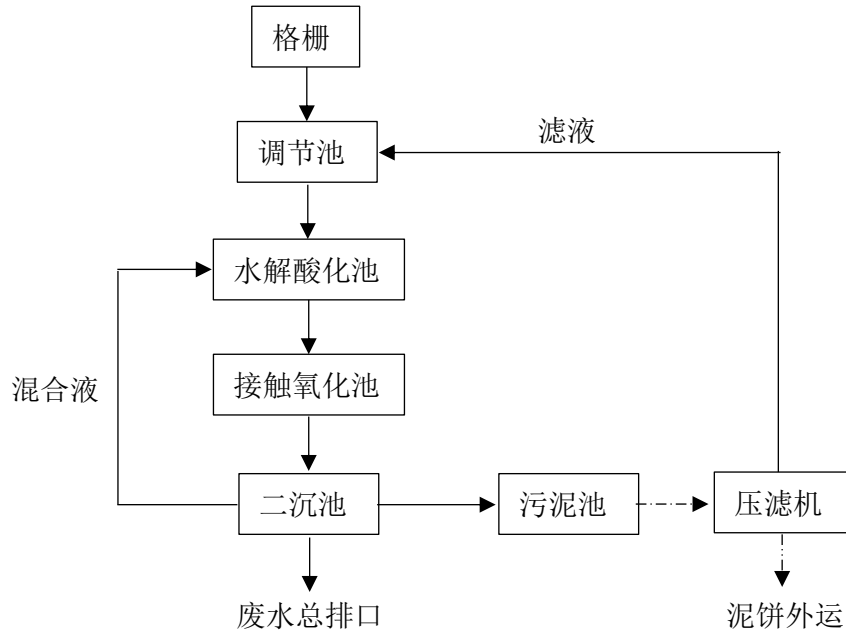 格栅
滤液
调节池
水解酸化池
接触氧化池
混合液
二沉池
污泥池
压滤机
废水总排口
泥饼外运